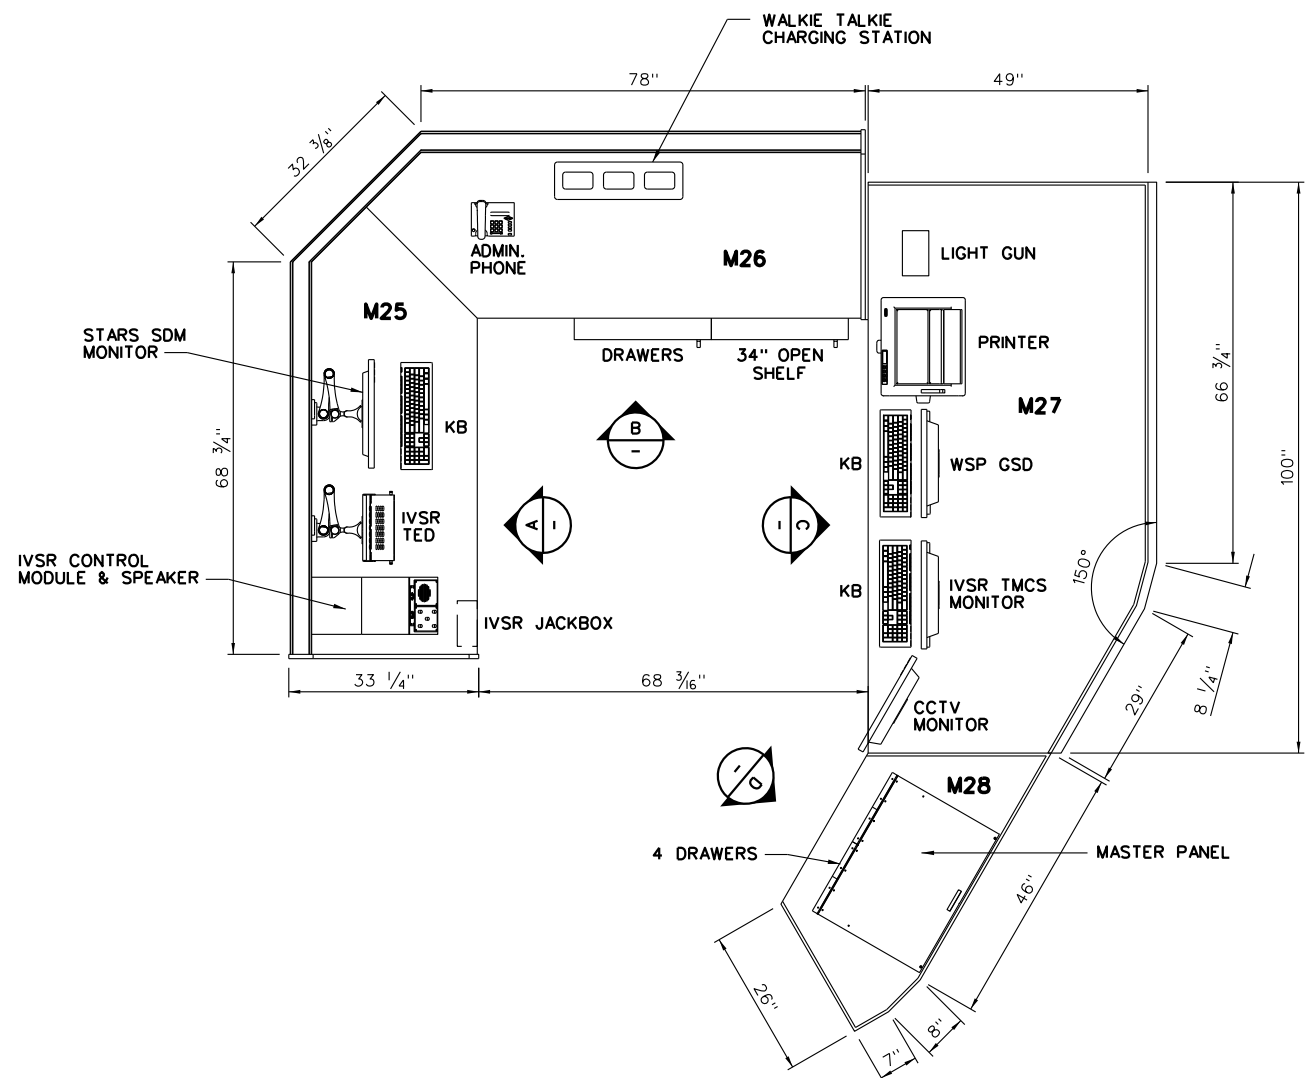 WALKIE TALKIE
CHARGING STATION
78"
49"
32 3/8"
ADMIN.
PHONE
M26
LIGHT GUN
M25
STARS SDM
MONITOR
DRAWERS
34" OPEN
SHELF
PRINTER
66 3/4"
M27
KB
B
-
68 3/4"
KB
WSP GSD
100"
IVSR
TED
A
-
C
-
IVSR CONTROL
MODULE & SPEAKER
150°
KB
IVSR TMCS
MONITOR
IVSR JACKBOX
33 1/4"
68 3/16"
8 1/4"
29"
CCTV
MONITOR
D
-
M28
4 DRAWERS
MASTER PANEL
46"
26"
8"
7"